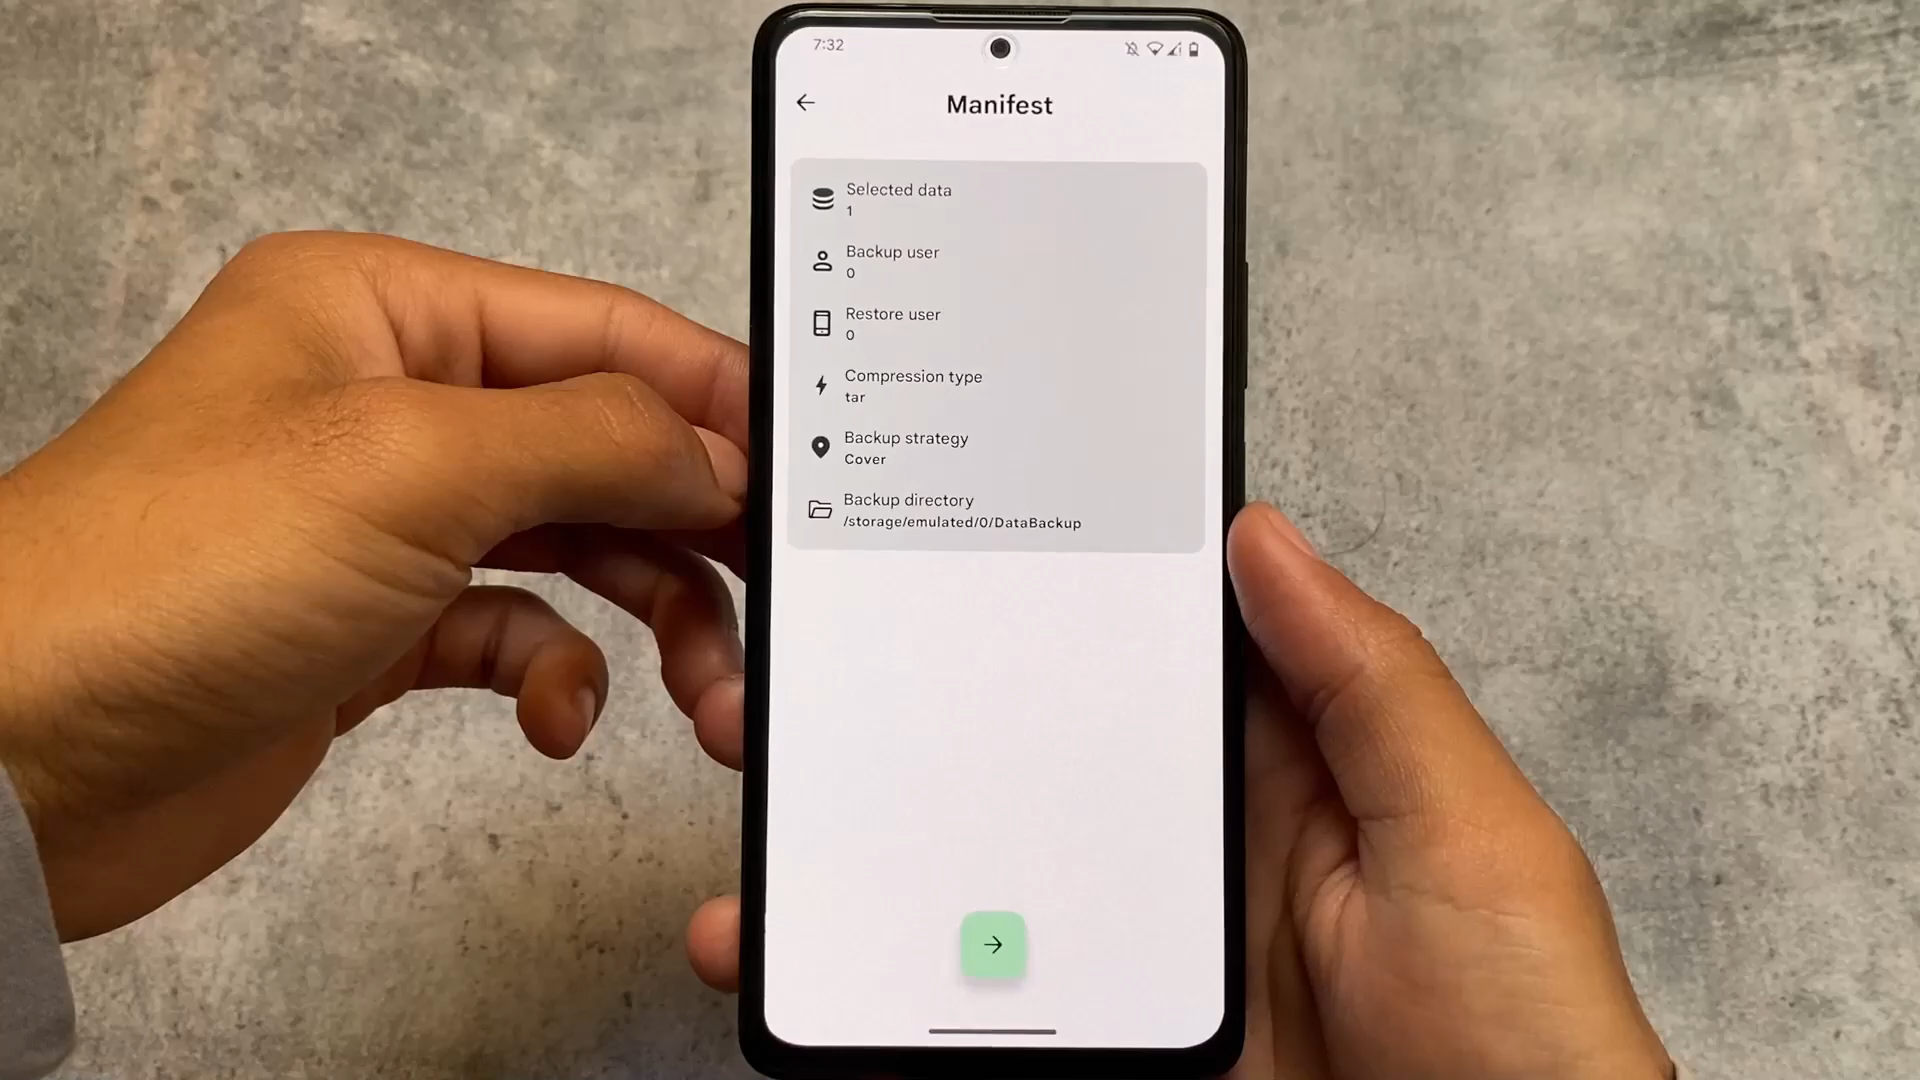 7:32
Manifest
Selected data
1
Backup user
0
Restore user
0
Compression type
tar
Backup strategy
Cover
Backup directory
/storage/emulated/0/DataBackup